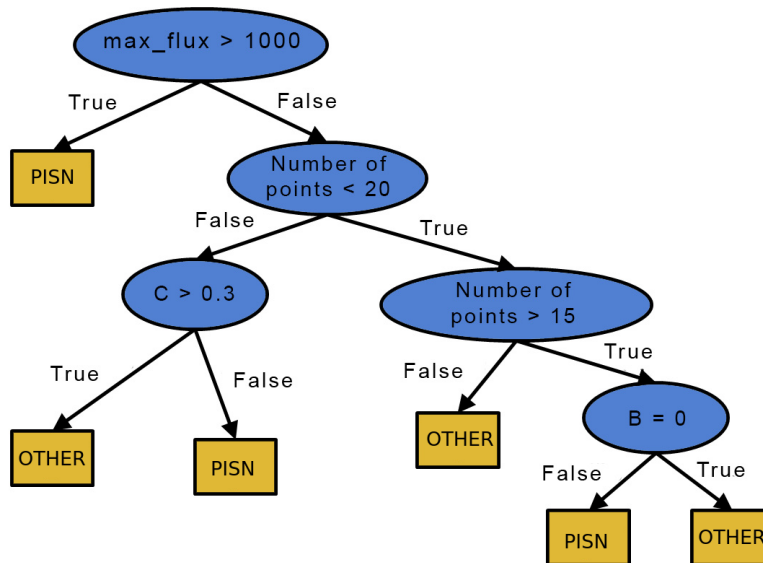 max_flux > 1000
True
False
PISN
Number of
points < 20
False
True
C > 0.3
Number of
points > 15
True
False
False
True
OTHER
PISN
OTHER
B = 0
False
True
PISN
OTHER